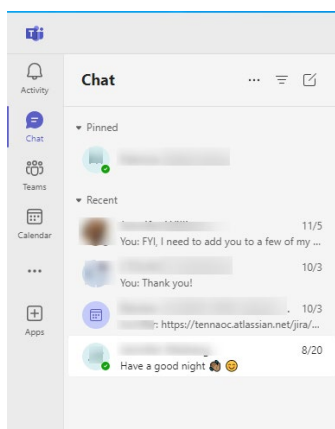 Activity
Chat
Teams
Calendar
Apps
Chat
Pinned
Recent
11/5
You: FYI, I need to add you to a few of my ...
10/3
You: Thank you!
10/3
: https://tennaoc.atlassian.net/jira/...
8/20
Have a good night